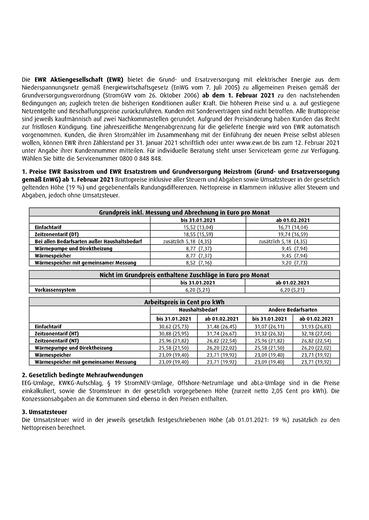 Die EWR Aktiengesellschaft (EWR) bietet die Grund- und Ersatzversorgung mit elektrischer Energie aus dem
Niederspannungsnetz gemäß Energiewirtschaftsgesetz (EnWG vom 7. Juli 2005) zu allgemeinen Preisen gemäß der
Grundversorgungsverordnung (StromGVV vom 26. Oktober 2006) ab dem 1. Februar 2021 zu den nachstehenden
Bedingungen an; zugleich treten die bisherigen Konditionen außer Kraft. Die höheren Preise sind u. a. auf gestiegene
Netzentgelte und Beschaffungspreise zurückzuführen. Kunden mit Sonderverträgen sind nicht betroffen. Alle Bruttopreise
sind jeweils kaufmännisch auf zwei Nachkommastellen gerundet. Aufgrund der Preisänderung haben Kunden das Recht
zur fristlosen Kündigung. Eine jahreszeitliche Mengenabgrenzung für die gelieferte Energie wird von EWR automatisch
vorgenommen. Kunden, die ihren Stromzähler im Zusammenhang mit der Einführung der neuen Preise selbst ablesen
wollen, können EWR ihren Zählerstand per 31. Januar 2021 schriftlich oder unter www.ewr.de bis zum 12. Februar 2021
unter Angabe ihrer Kundennummer mitteilen. Für individuelle Beratung steht unser Serviceteam gerne zur Verfügung.
Wählen Sie bitte die Servicenummer 0800 0 848 848.
1. Preise EWR Basisstrom und EWR Ersatzstrom und Grundversorgung Heizstrom (Grund- und Ersatzversorgung
gemäß EnWG) ab 1. Februar 2021 Bruttopreise inklusive aller Steuern und Abgaben sowie Umsatzsteuer in der gesetzlich
geltenden Höhe (19 %) und gegebenenfalls Rundungsdifferenzen. Nettopreise in Klammern inklusive aller Steuern und
Abgaben, jedoch ohne Umsatzsteuer.
Grundpreis inkl. Messung und Abrechnung in Euro pro Monat
bis 31.01.2021 ab 01.02.2021
Einfachtarif 15,52 (13,04) 16,71 (14,04)
Zeitzonentarif (DT) 18,55 (15,59) 19,74 (16,59)
Bei allen Bedarfsarten außer Haushaltsbedarf zusätzlich 5,18 (4,35) zusätzlich 5,18 (4,35)
Wärmepumpe und Direktheizung 8,77 (7,37) 9,45 (7,94)
Wärmespeicher 8,77 (7,37) 9,45 (7,94)
Wärmespeicher mit gemeinsamer Messung 8,52 (7,16) 9,20 (7,73)
Nicht im Grundpreis enthaltene Zuschläge in Euro pro Monat
bis 31.01.2021 ab 01.02.2021
Vorkassensystem 6,20 (5,21) 6,20 (5,21)
Arbeitspreis in Cent pro kWh
Haushaltsbedarf Andere Bedarfsarten
bis 31.01.2021 ab 01.02.2021 bis 31.01.2021 ab 01.02.2021
Einfachtarif 30,62 (25,73) 31,48 (26,45) 31,07 (26,11) 31,93 (26,83)
Zeitzonentarif (HT) 30,88 (25,95) 31,74 (26,67) 31,32 (26,32) 32,18 (27,04)
Zeitzonentarif (NT) 25,96 (21,82) 26,82 (22,54) 25,96 (21,82) 26,82 (22,54)
Wärmepumpe und Direktheizung 25,58 (21,50) 26,20 (22,02) 25,58 (21,50) 26,20 (22,02)
Wärmespeicher 23,09 (19,40) 23,71 (19,92) 23,09 (19,40) 23,71 (19,92)
Wärmespeicher mit gemeinsamer Messung 23,09 (19,40) 23,71 (19,92) 23,09 (19,40) 23,71 (19,92)
2. Gesetzlich bedingte Mehraufwendungen
EEG-Umlage, KWKG-Aufschlag, § 19 StromNEV-Umlage, Offshore-Netzumlage und abLa-Umlage sind in die Preise
einkalkuliert, sowie die Stromsteuer in der gesetzlich vorgegebenen Höhe (zurzeit netto 2,05 Cent pro kWh). Die
Konzessionsabgaben an die Kommunen sind ebenso in den Preisen enthalten.
3. Umsatzsteuer
Die Umsatzsteuer wird in der jeweils gesetzlich festgeschriebenen Höhe (ab 01.01.2021: 19 %) zusätzlich zu den
Nettopreisen berechnet.